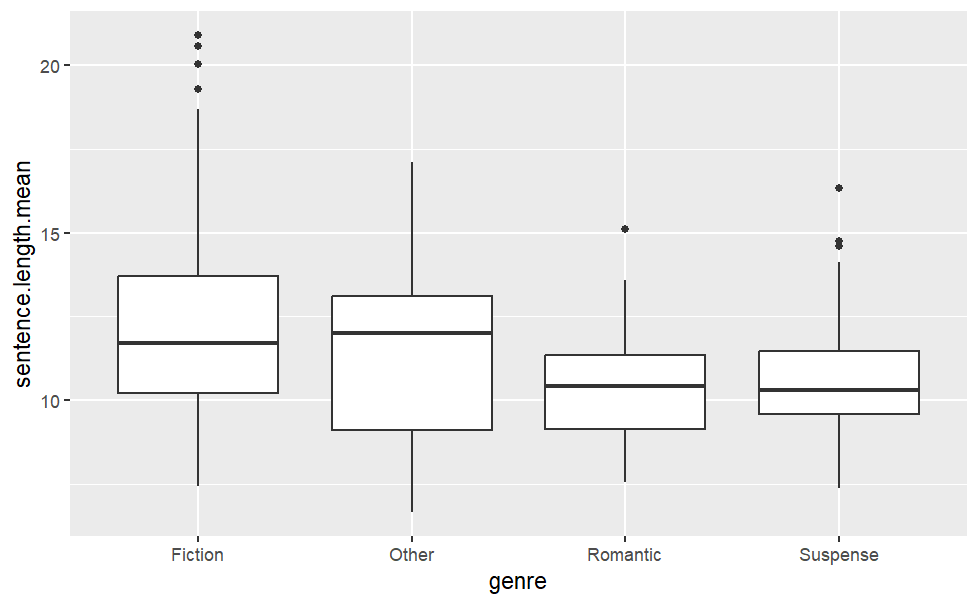 20
15
10
sentence.length.mean
Fiction
Other
Romantic
Suspense
genre